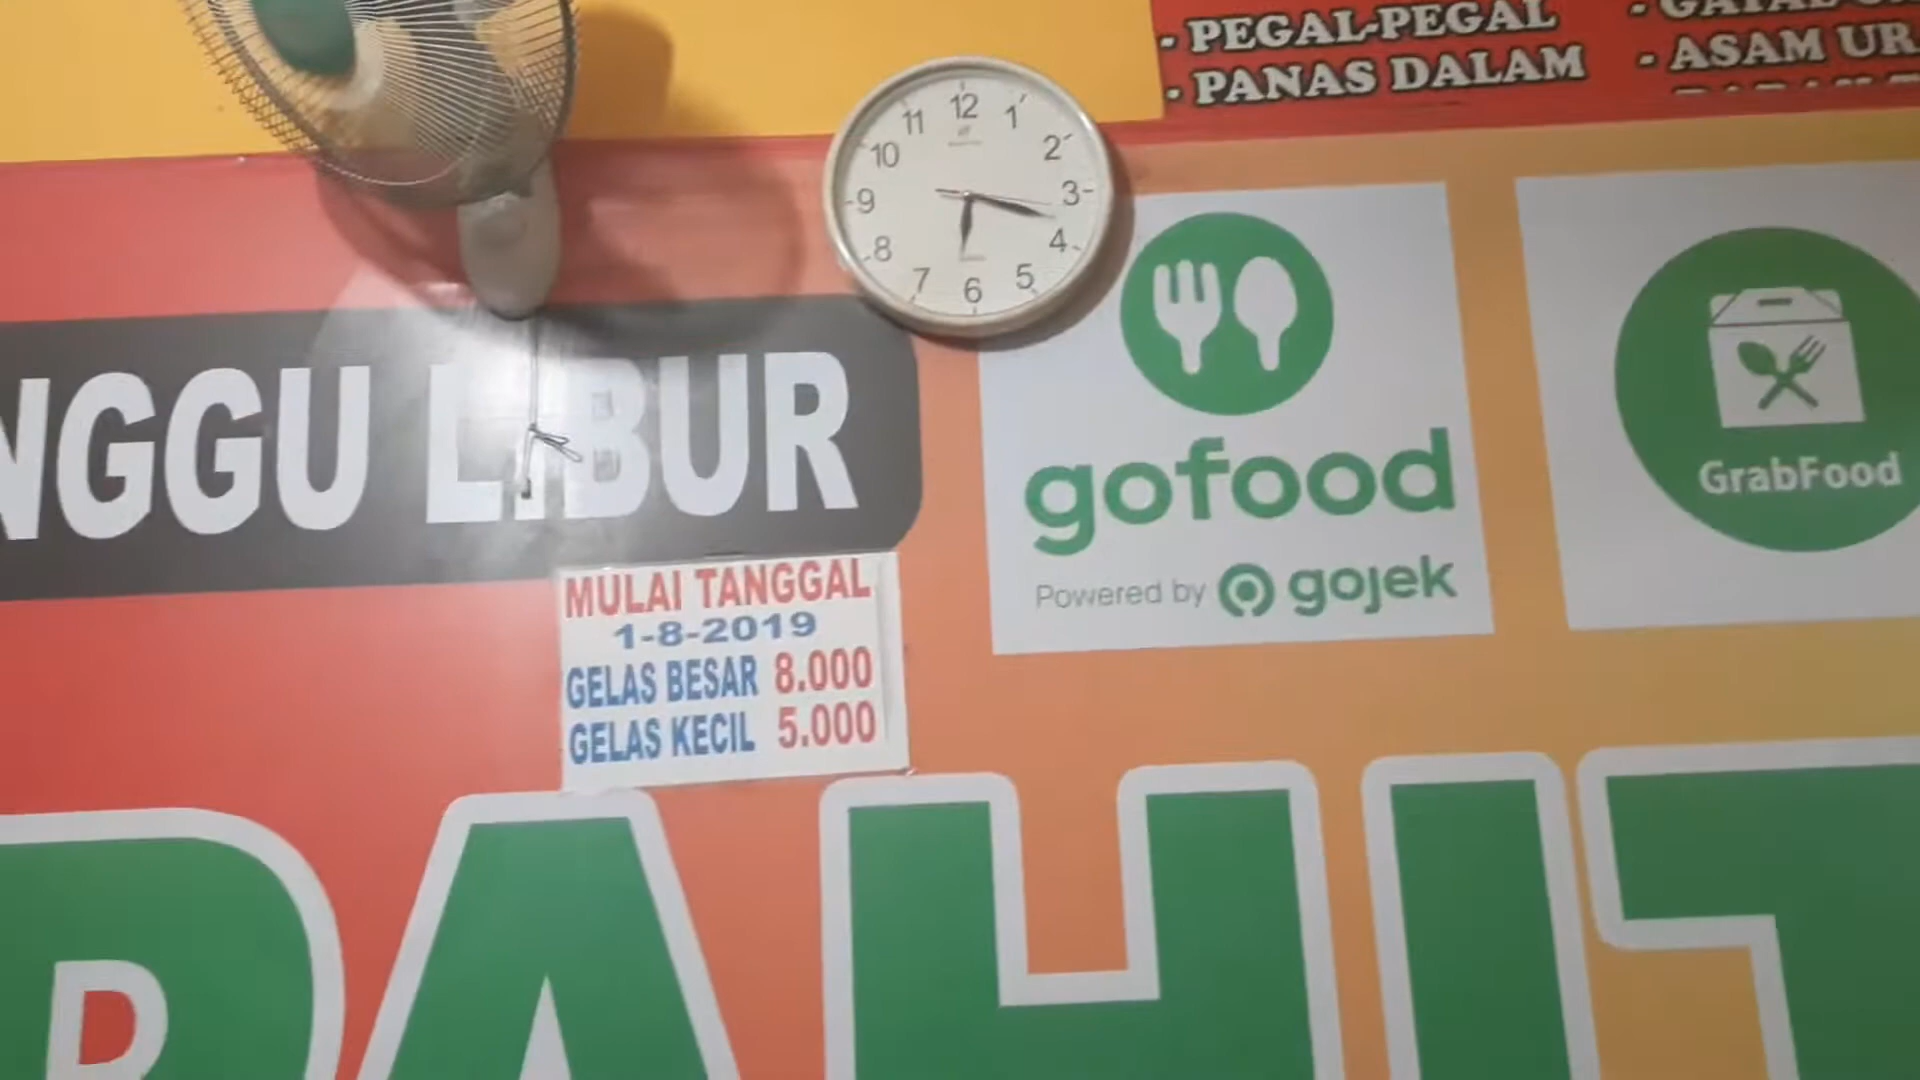 - PEGAL-PEGAL
- PANAS DALAM
- ASAM UR
12
1
2
3
4
5
6
7
8
9
10
11
NGGU LIBUR
gofood
Powered by gojek
GrabFood
MULAI TANGGAL
1-8-2019
GELAS BESAR 8.000
GELAS KECIL 5.000
PAHIT